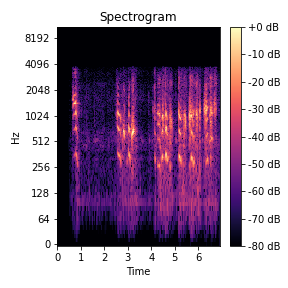 Spectrogram
8192
4096
2048
1024
512
256
128
64
0
Hz
0 1 2 3 4 5 6
Time
+0 dB
-10 dB
-20 dB
-30 dB
-40 dB
-50 dB
-60 dB
-70 dB
-80 dB